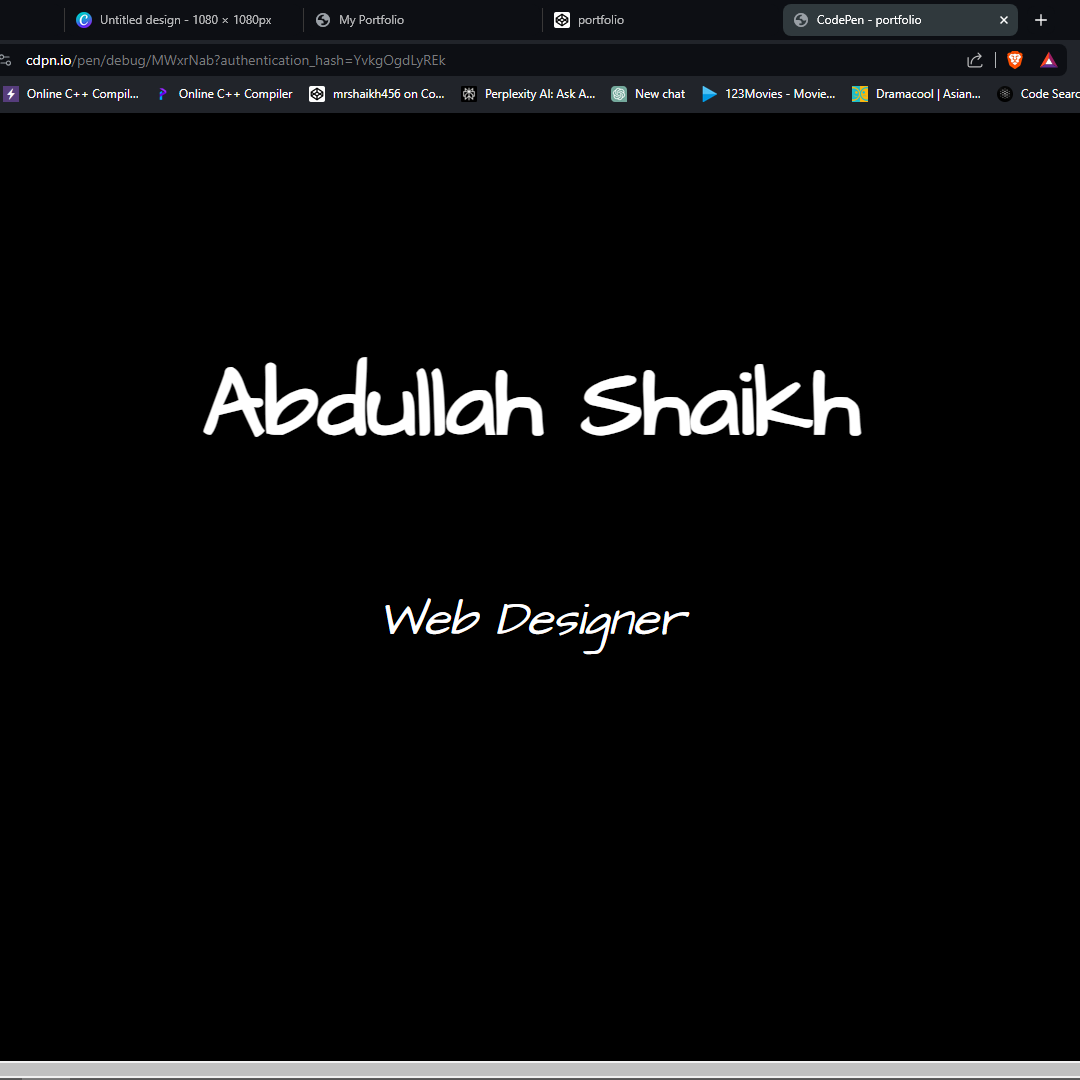 Untitled design - 1080 × 1080px My Portfolio portfolio CodePen - portfolio
cdpn.io/pen/debug/MWxrNab?authentication_hash=YvkgOgdLyREk
Online C++ Compil... Online C++ Compiler mrshaikh456 on Co... Perplexity AI: Ask A... New chat 123Movies - Movie... Dramacool | Asian... Code Searc
Abdullah Shaikh
Web Designer